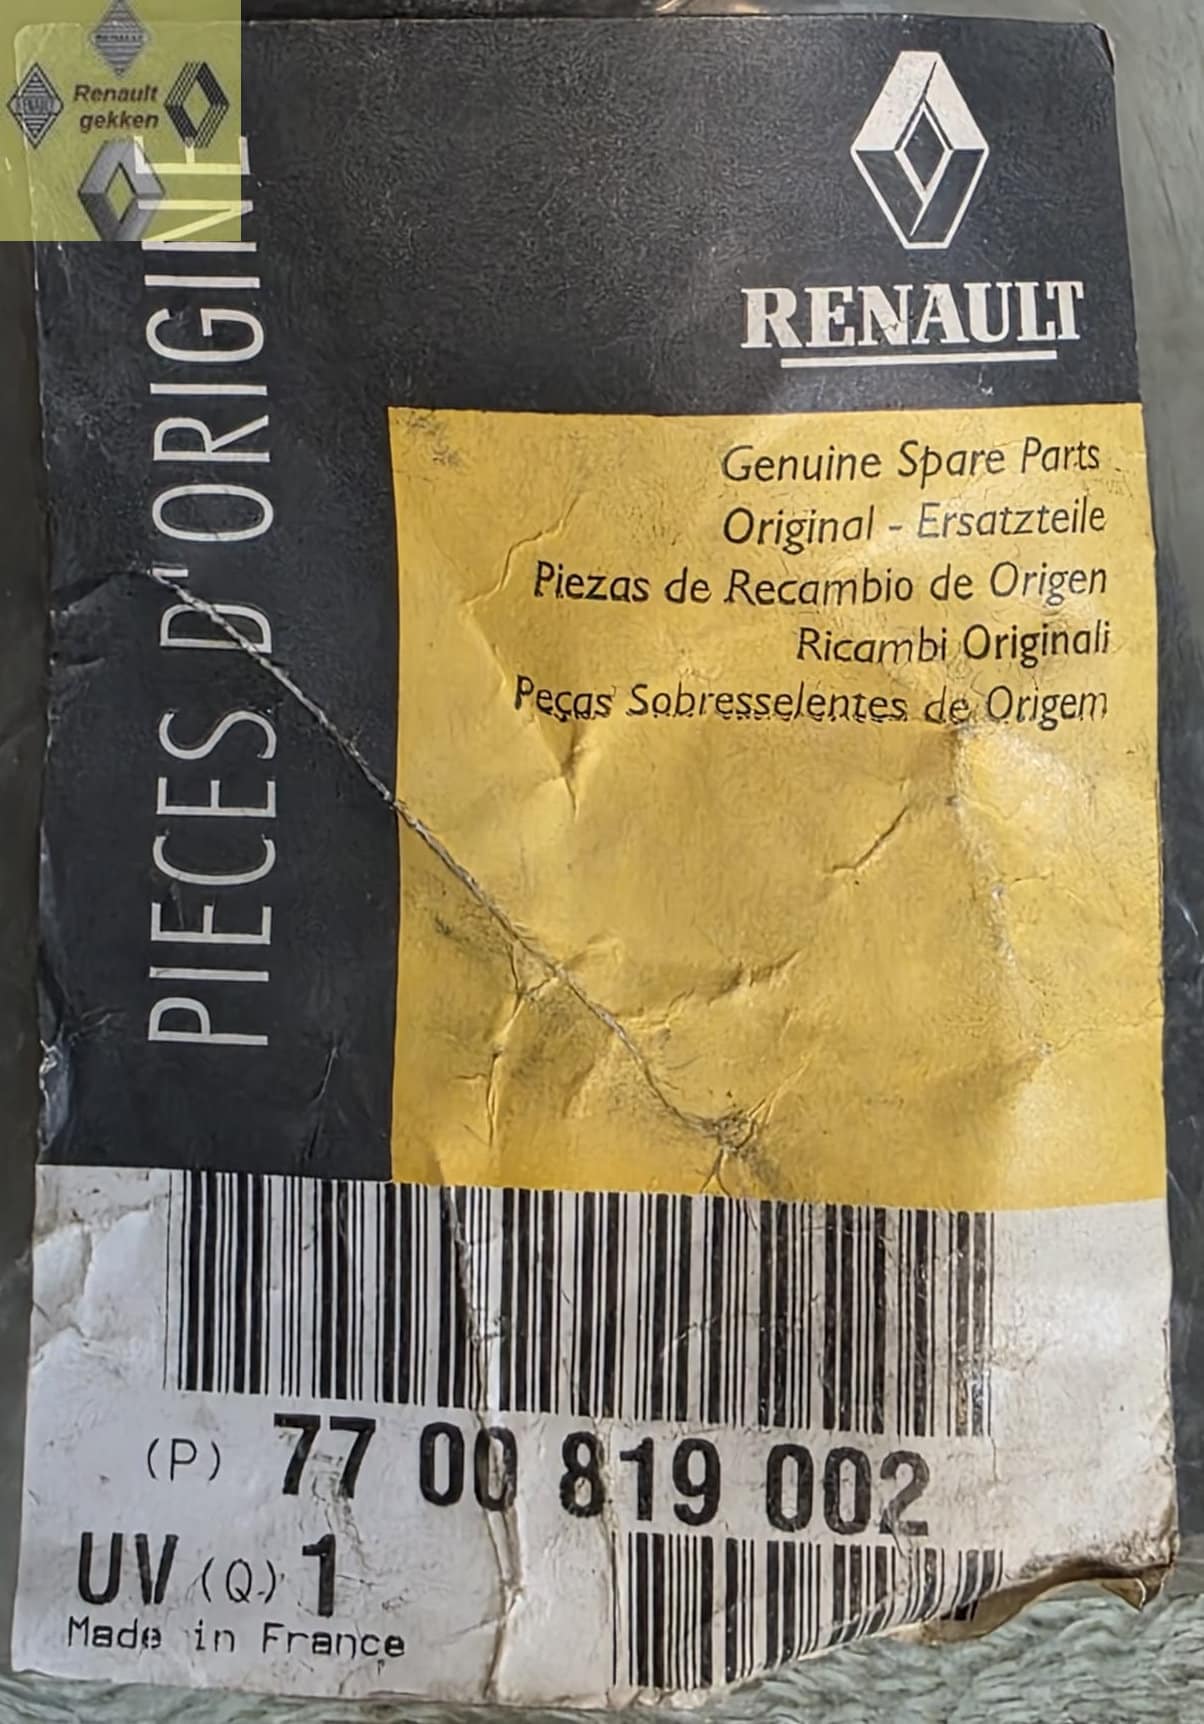 Renault
gekken
PIECES D'ORIGINE
RENAULT
Genuine Spare Parts
Original - Ersatzteile
Piezas de Recambio de Origen
Ricambi Originali
Peças Sobresselentes de Origem
(P) 77 00 819 002
UV (Q) 1
Made in France